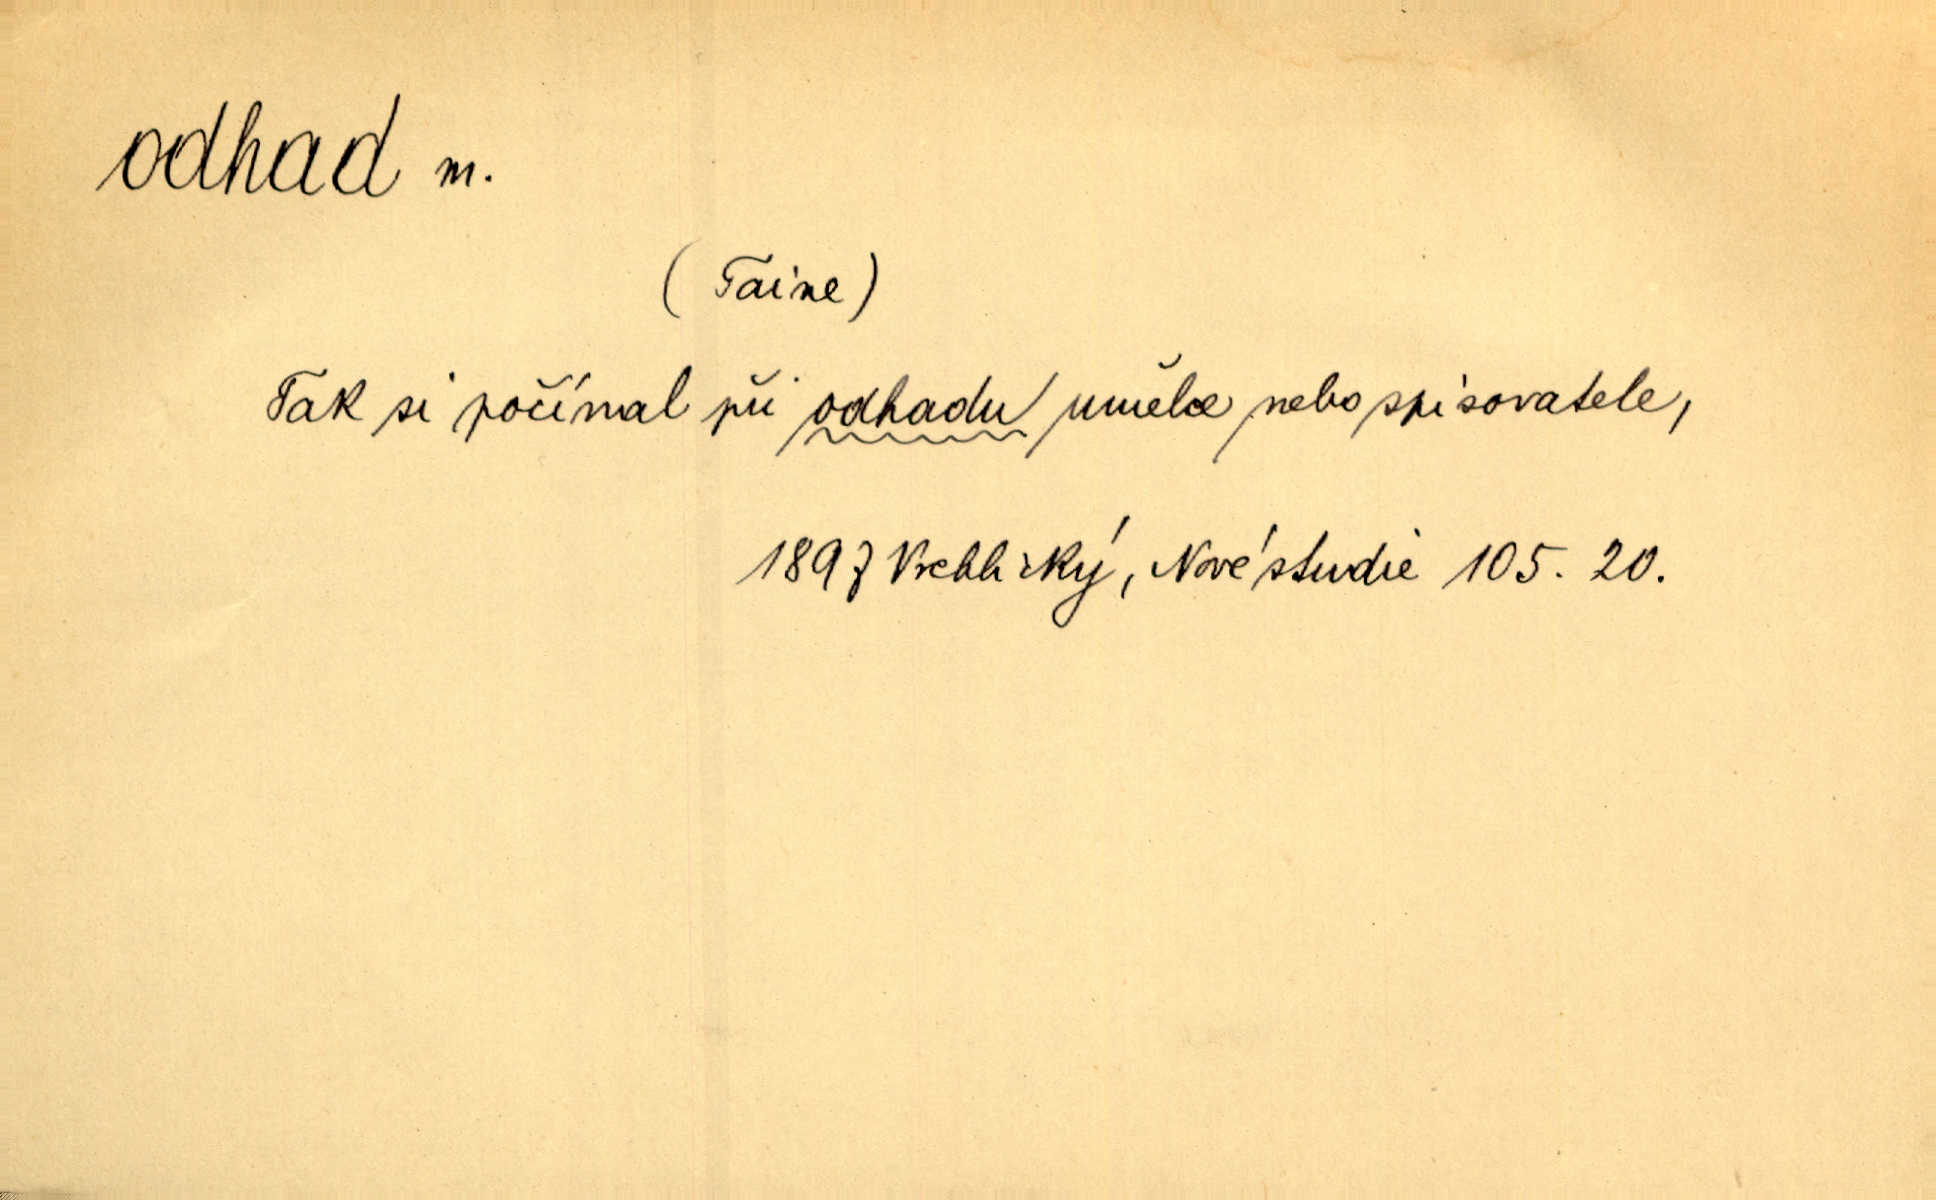 odhad m.
(Taine)
Tak si počínal při odhadu umělce nebo spisovatele,
1897 Vrchlický, Nové studie 105. 20.